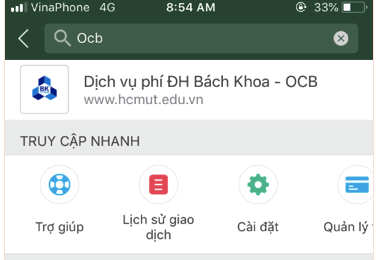 VinaPhone 4G 8:54 AM 33%
Ocb
BK
Dịch vụ phí ĐH Bách Khoa - OCB
www.hcmut.edu.vn
TRUY CẬP NHANH
Trợ giúp
Lịch sử giao
dịch
Cài đặt
Quản lý